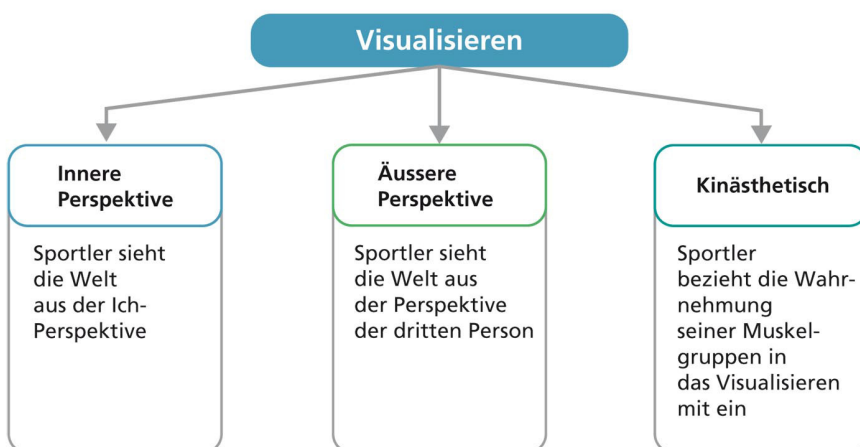 Visualisieren
Innere
Perspektive
Sportler sieht
die Welt
aus der Ich-
Perspektive
Äussere
Perspektive
Sportler sieht
die Welt aus
der Perspektive
der dritten Person
Kinästhetisch
Sportler
bezieht die Wahr-
nehmung
seiner Muskel-
gruppen in
das Visualisieren
mit ein